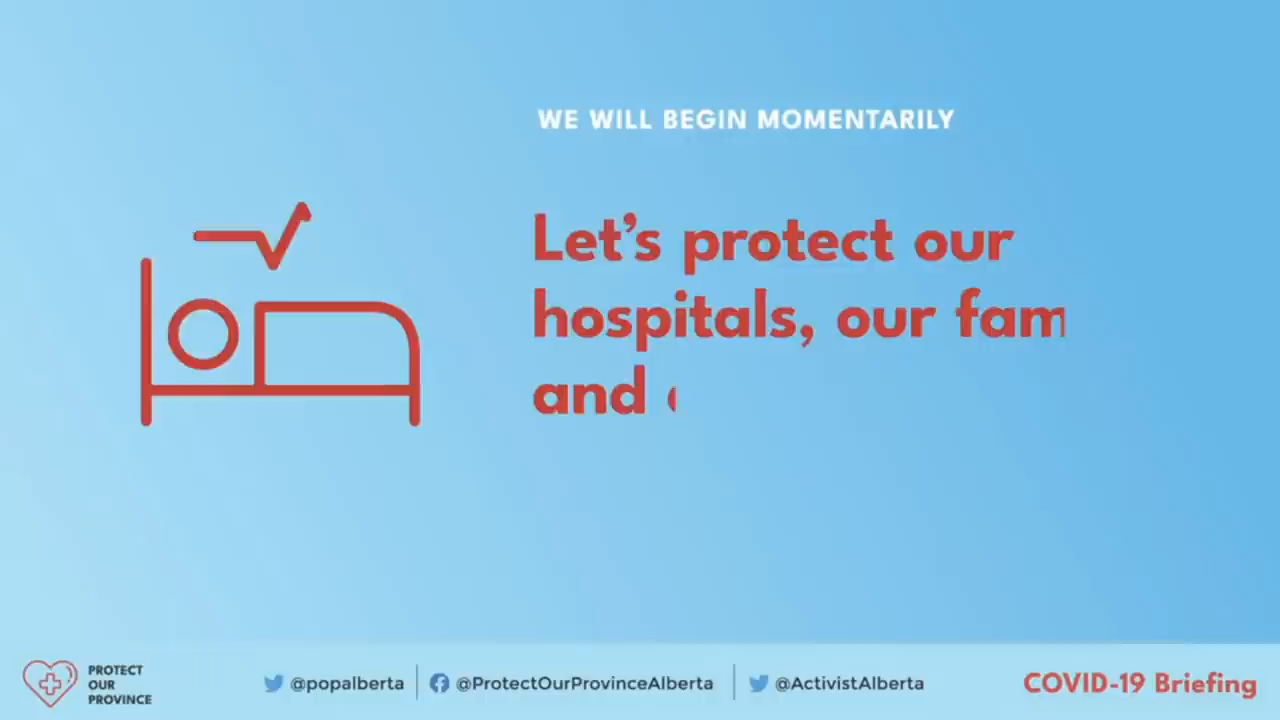 WE WILL BEGIN MOMENTARILY
Let's protect our
hospitals, our fam
and
PROTECT
OUR
PROVINCE
@popalberta
@ProtectOurProvinceAlberta
@ActivistAlberta
COVID-19 Briefing